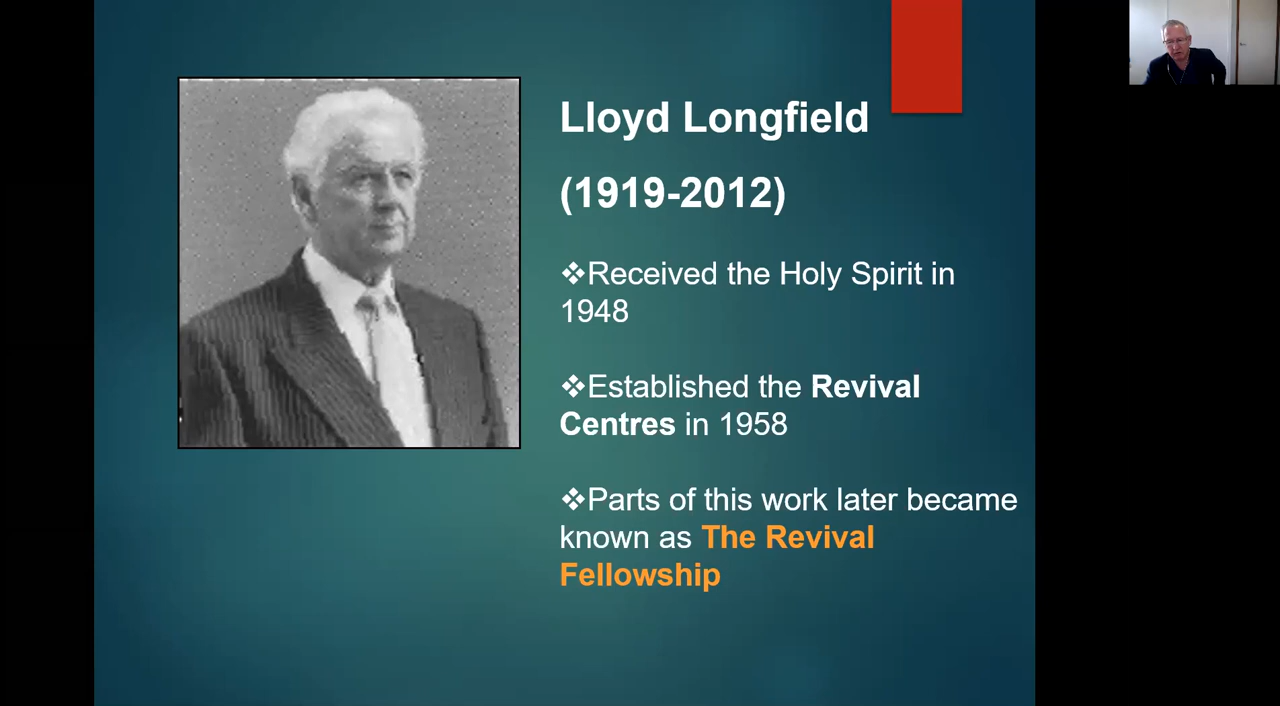 Lloyd Longfield
(1919-2012)
❖Received the Holy Spirit in
1948
❖Established the Revival
Centres in 1958
❖Parts of this work later became
known as The Revival
Fellowship